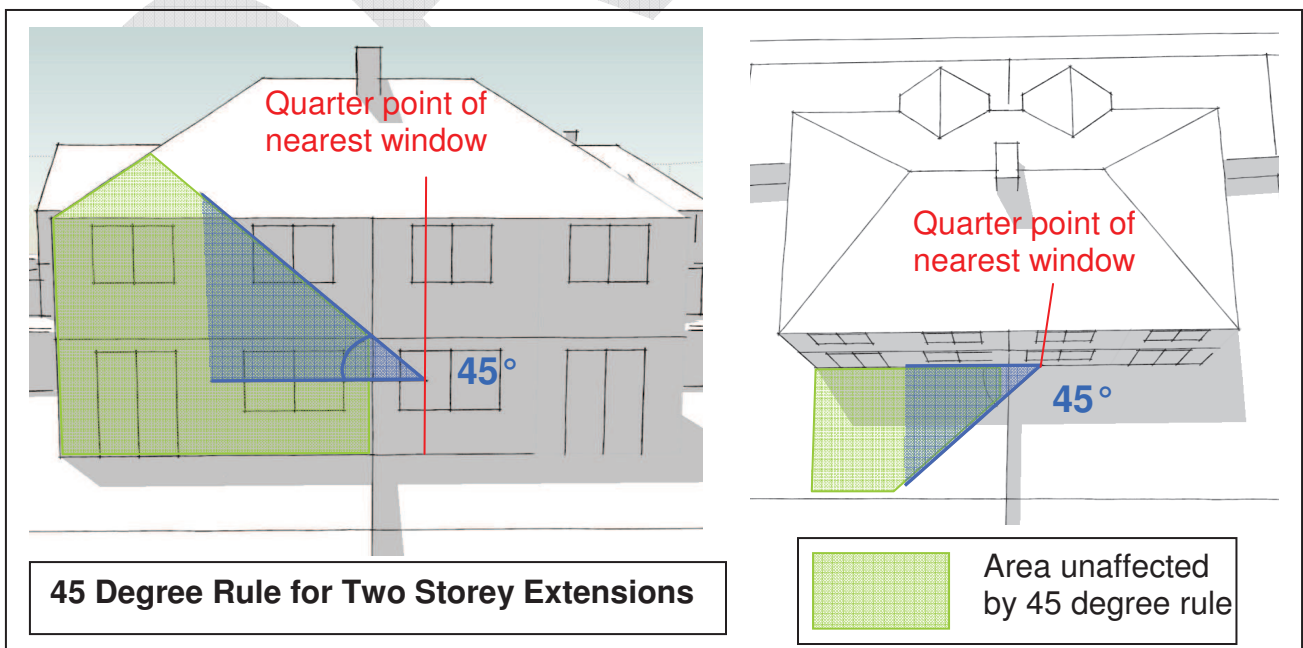 Quarter point of
nearest window
45°
45 Degree Rule for Two Storey Extensions
Quarter point of
nearest window
45°
Area unaffected
by 45 degree rule